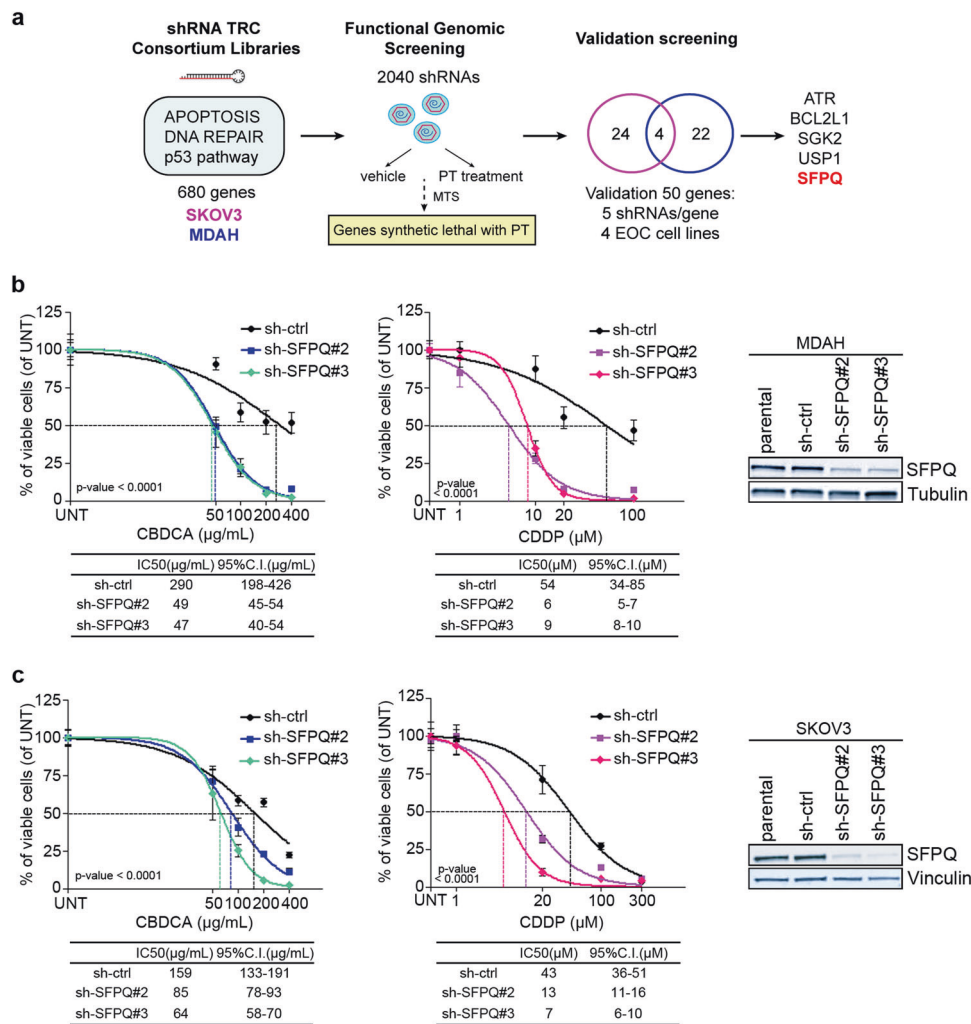 a
shRNA TRC
Consortium Libraries
APOPTOSIS
DNA REPAIR
p53 pathway
680 genes
SKOV3
MDAH
Functional Genomic
Screening
2040 shRNAs
vehicle PT treatment
MTS
Genes synthetic lethal with PT
Validation screening
24 4 22
Validation 50 genes:
5 shRNAs/gene
4 EOC cell lines
ATR
BCL2L1
SGK2
USP1
SFPQ
b
% of viable cells (of UNT)
125
100
75
50
25
0
sh-ctrl
sh-SFPQ#2
sh-SFPQ#3
p-value < 0.0001
UNT 50 100 200 400
CBDCA (µg/mL)
IC50(µg/mL) 95%C.I.(µg/mL)
sh-ctrl 290 198-426
sh-SFPQ#2 49 45-54
sh-SFPQ#3 47 40-54
% of viable cells (of UNT)
125
100
75
50
25
0
sh-ctrl
sh-SFPQ#2
sh-SFPQ#3
p-value
< 0.0001
UNT 1 10 20 100
CDDP (µM)
IC50(µM) 95%C.I.(µM)
sh-ctrl 54 34-85
sh-SFPQ#2 6 5-7
sh-SFPQ#3 9 8-10
MDAH
parental
sh-ctrl
sh-SFPQ#2
sh-SFPQ#3
SFPQ
Tubulin
c
% of viable cells (of UNT)
125
100
75
50
25
0
sh-ctrl
sh-SFPQ#2
sh-SFPQ#3
p-value < 0.0001
UNT 50 100 200 400
CBDCA (µg/mL)
IC50(µg/mL) 95%C.I.(µg/mL)
sh-ctrl 159 133-191
sh-SFPQ#2 85 78-93
sh-SFPQ#3 64 58-70
% of viable cells (of UNT)
125
100
75
50
25
0
sh-ctrl
sh-SFPQ#2
sh-SFPQ#3
p-value
< 0.0001
UNT 1 20 100 300
CDDP (µM)
IC50(µM) 95%C.I.(µM)
sh-ctrl 43 36-51
sh-SFPQ#2 13 11-16
sh-SFPQ#3 7 6-10
SKOV3
parental
sh-ctrl
sh-SFPQ#2
sh-SFPQ#3
SFPQ
Vinculin